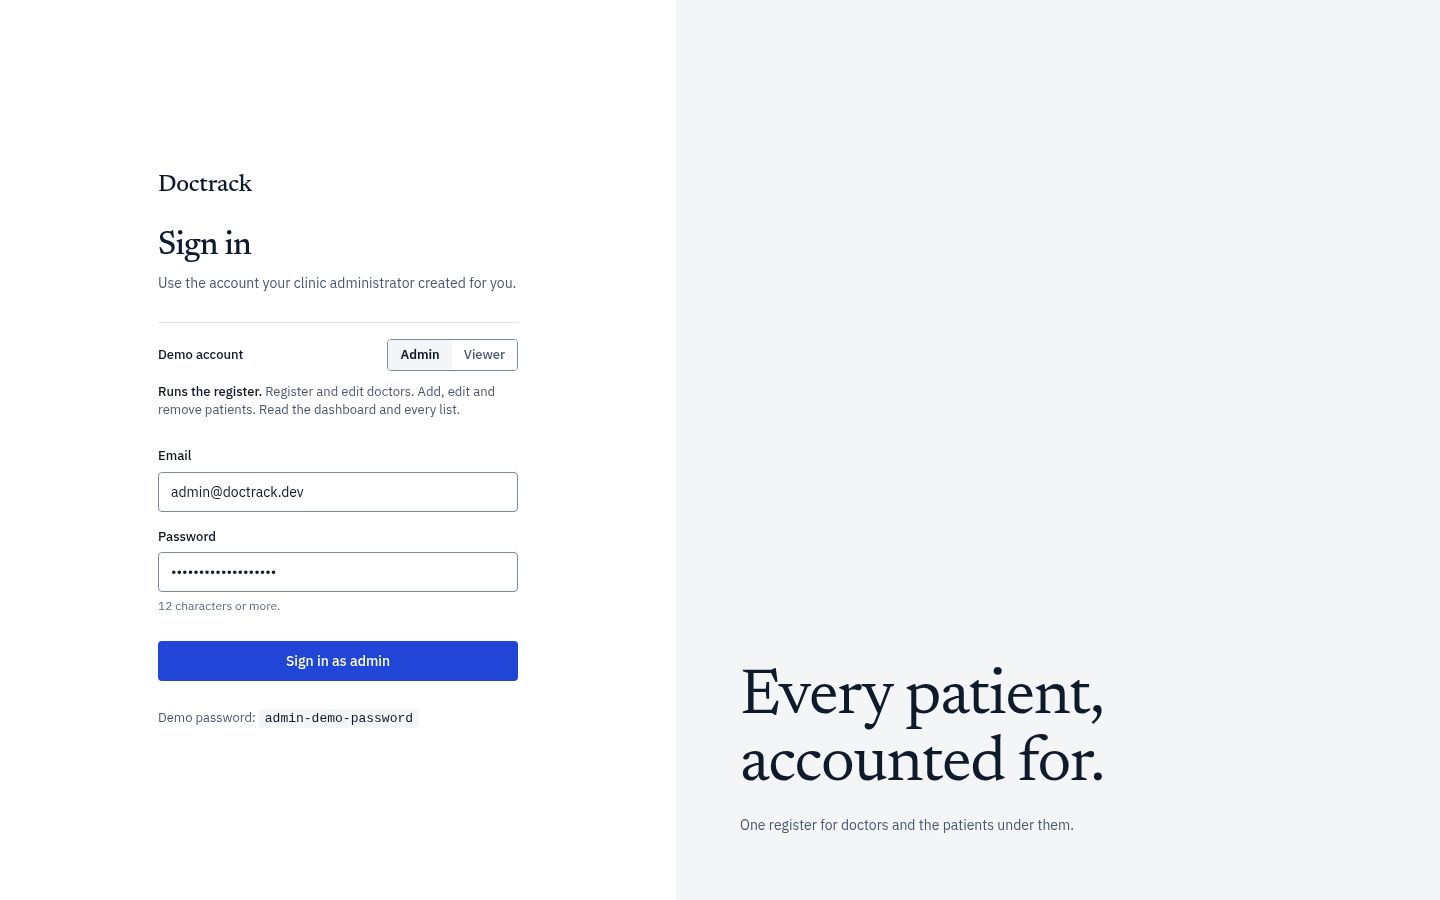 Doctrack
Sign in
Use the account your clinic administrator created for you.
Demo account
Admin
Viewer
Runs the register. Register and edit doctors. Add, edit and
remove patients. Read the dashboard and every list.
Email
admin@doctrack.dev
Password
•••••••••••••••••••
12 characters or more.
Sign in as admin
Demo password: admin-demo-password
Every patient,
accounted for.
One register for doctors and the patients under them.